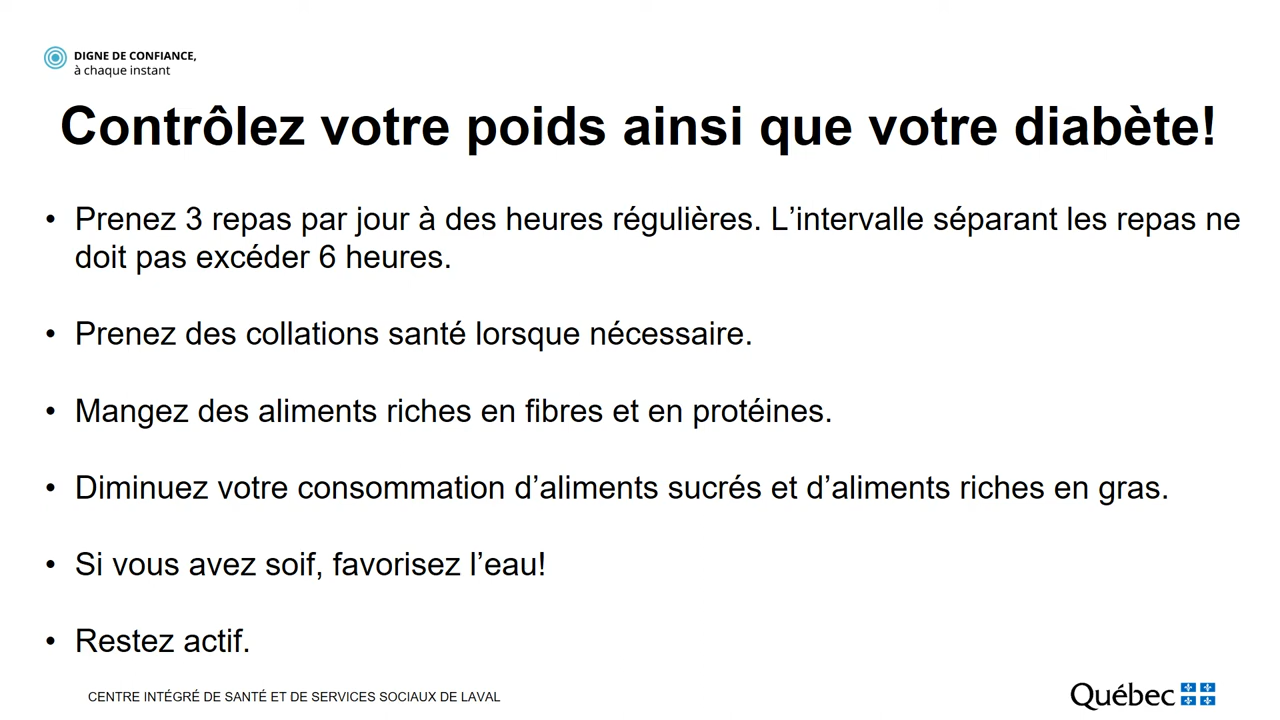 DIGNE DE CONFIANCE,
à chaque instant
Contrôlez votre poids ainsi que votre diabète!
• Prenez 3 repas par jour à des heures régulières. L’intervalle séparant les repas ne
doit pas excéder 6 heures.
• Prenez des collations santé lorsque nécessaire.
• Mangez des aliments riches en fibres et en protéines.
• Diminuez votre consommation d’aliments sucrés et d’aliments riches en gras.
• Si vous avez soif, favorisez l’eau!
• Restez actif.
CENTRE INTÉGRÉ DE SANTÉ ET DE SERVICES SOCIAUX DE LAVAL
Québec